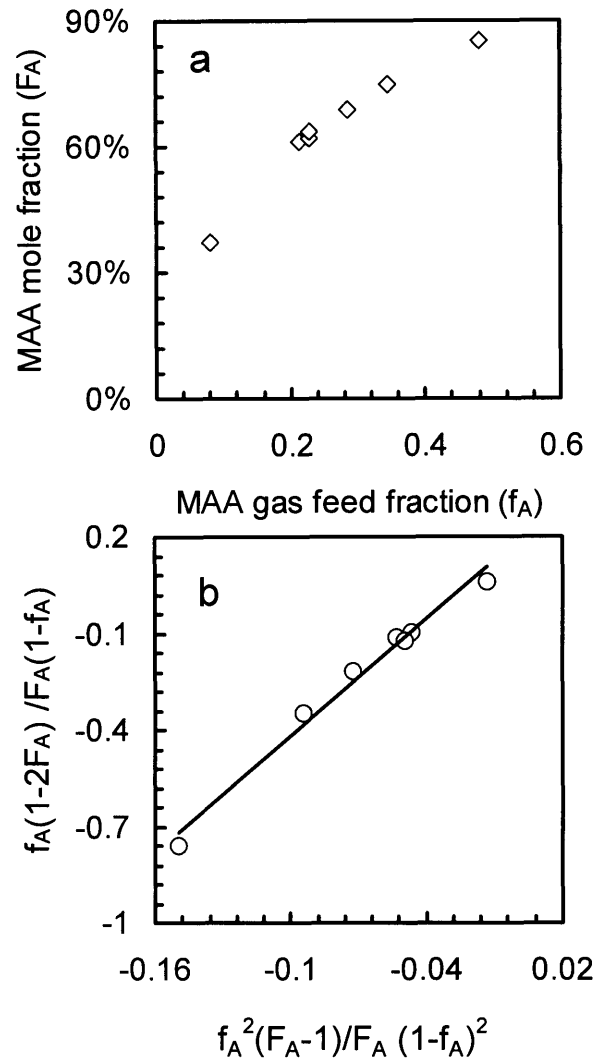 90%
a
60%
30%
0%
MAA mole fraction (FA)
0
0.2
0.4
0.6
MAA gas feed fraction (fA)
0.2
b
-0.1
-0.4
-0.7
-1
fA(1-2FA) /FA(1-fA)
-0.16
-0.1
-0.04
0.02
fA²(FA-1)/FA (1-fA)²